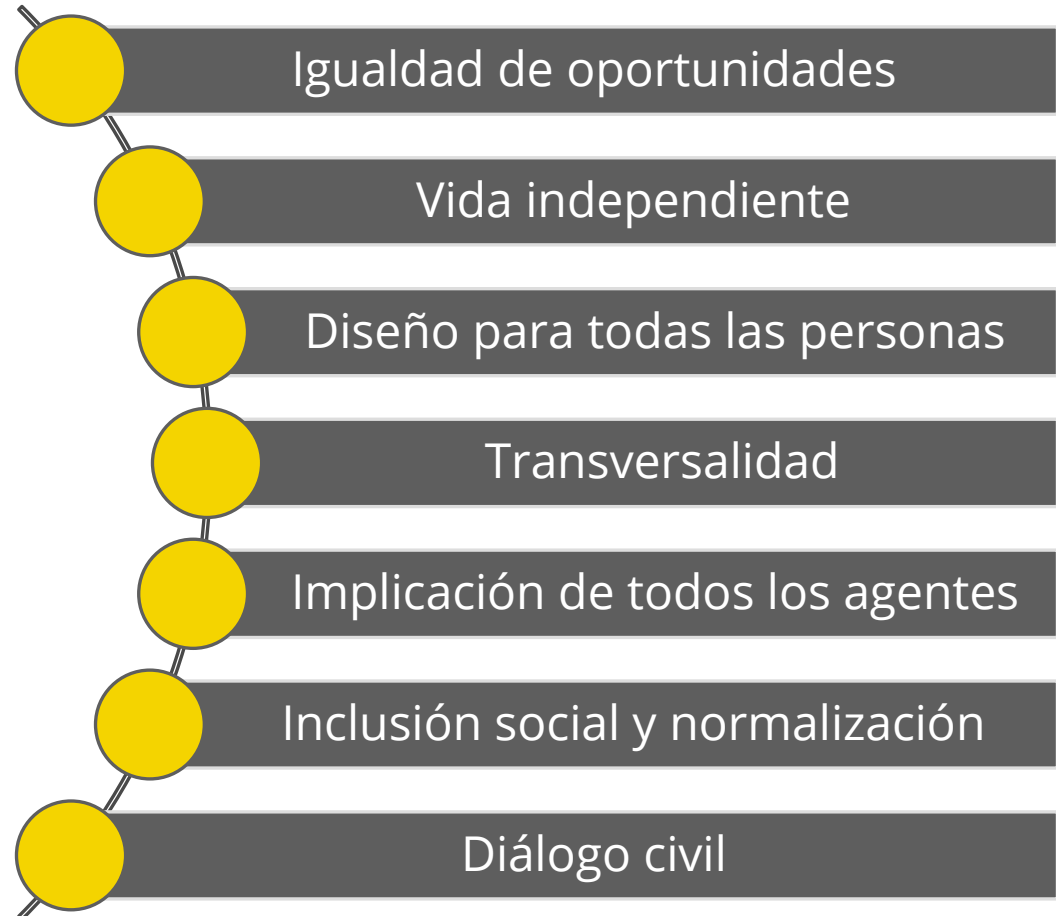 Igualdad de oportunidades
Vida independiente
Diseño para todas las personas
Transversalidad
Implicación de todos los agentes
Inclusión social y normalización
Diálogo civil